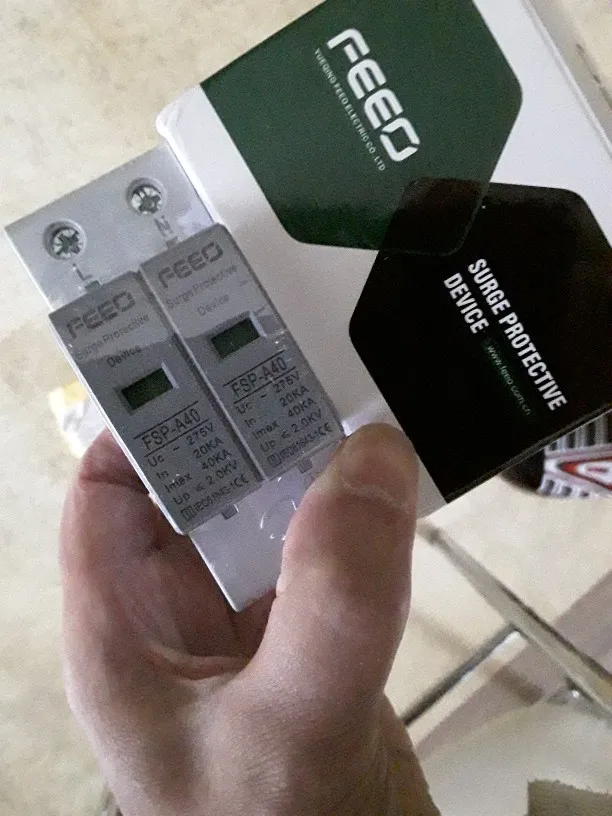 FEEO
YUEQING FEEO ELECTRIC CO.,LTD
SURGE PROTECTIVE
DEVICE
www.feeo.com.cn
L
N
FEEO
Surge Protective
Device
FSP-A40
Uc ~ 275V
In 20KA
Imax 40KA
Up ≤ 2.0KV
FEEO
Surge Protective
Device
FSP-A40
Uc ~ 275V
In 20KA
Imax 40KA
Up ≤ 2.0KV